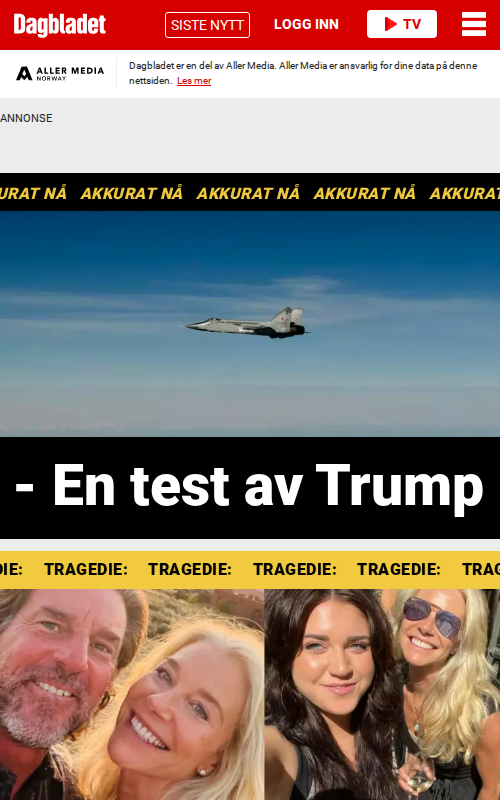 Dagbladet
SISTE NYTT
LOGG INN
TV
ALLER MEDIA
NORWAY
Dagbladet er en del av Aller Media. Aller Media er ansvarlig for dine data på denne
nettsiden. Les mer
ANNONSE
URAT NÅ AKKURAT NÅ AKKURAT NÅ AKKURAT NÅ AKKURAT
- En test av Trump
DIE: TRAGEDIE: TRAGEDIE: TRAGEDIE: TRAGEDIE: TRAG